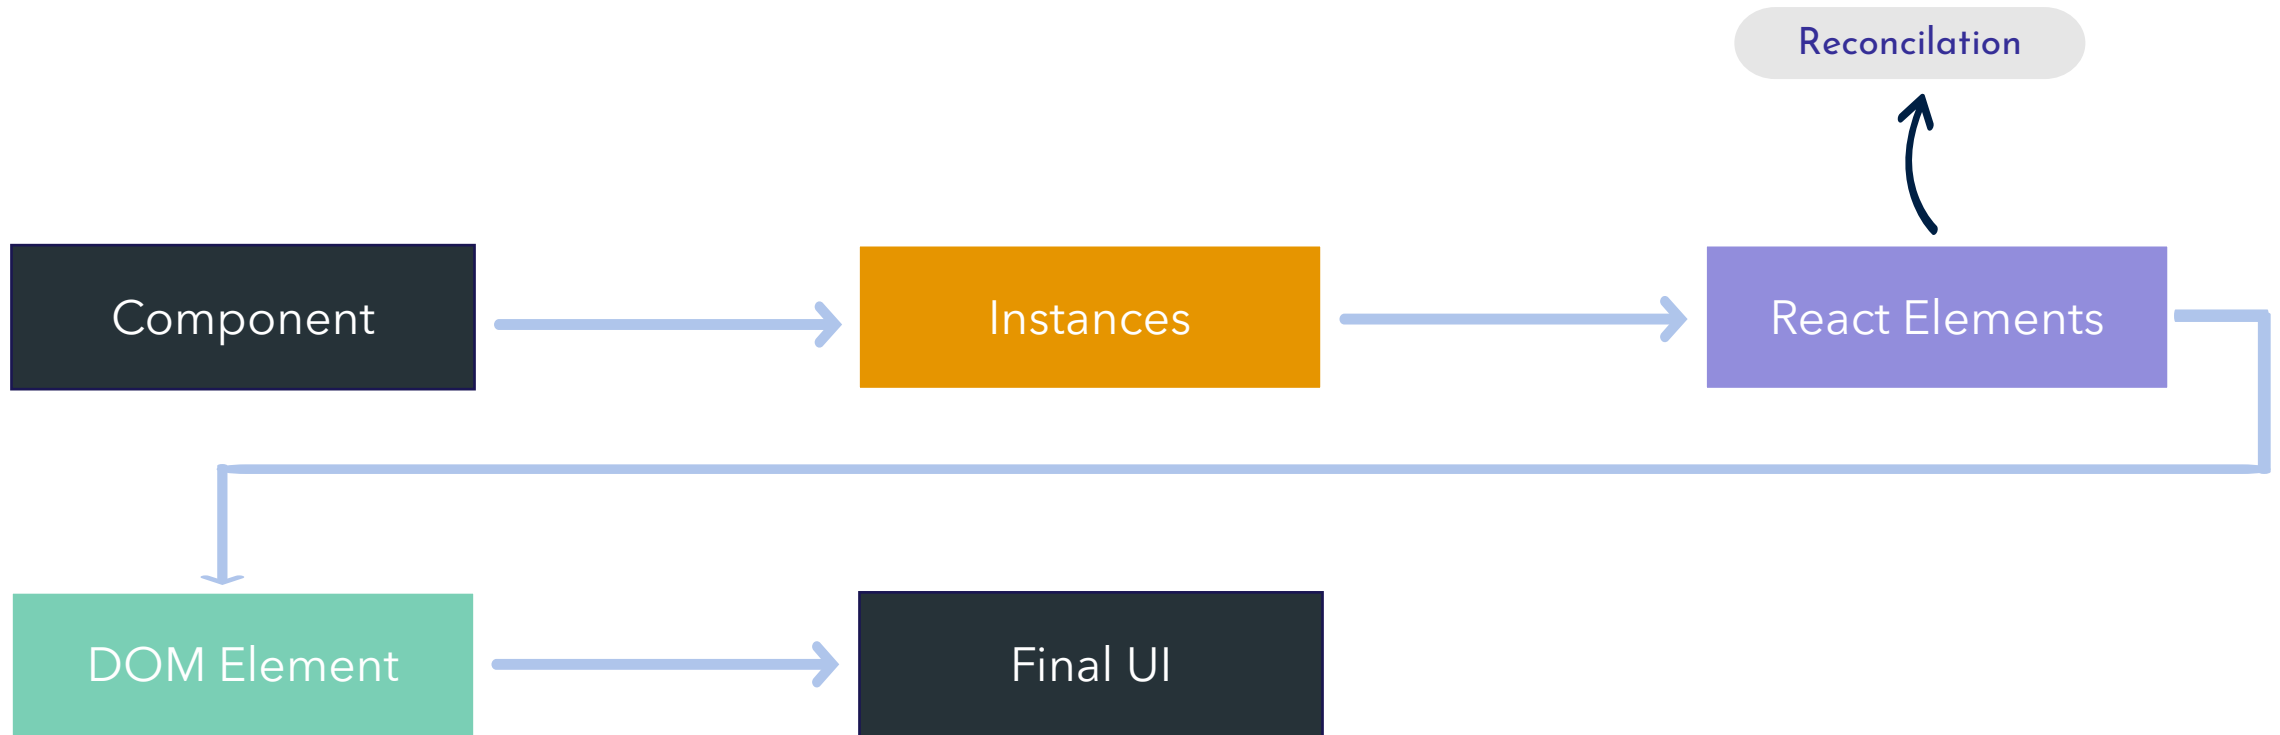 Reconcilation
Component
Instances
React Elements
DOM Element
Final UI